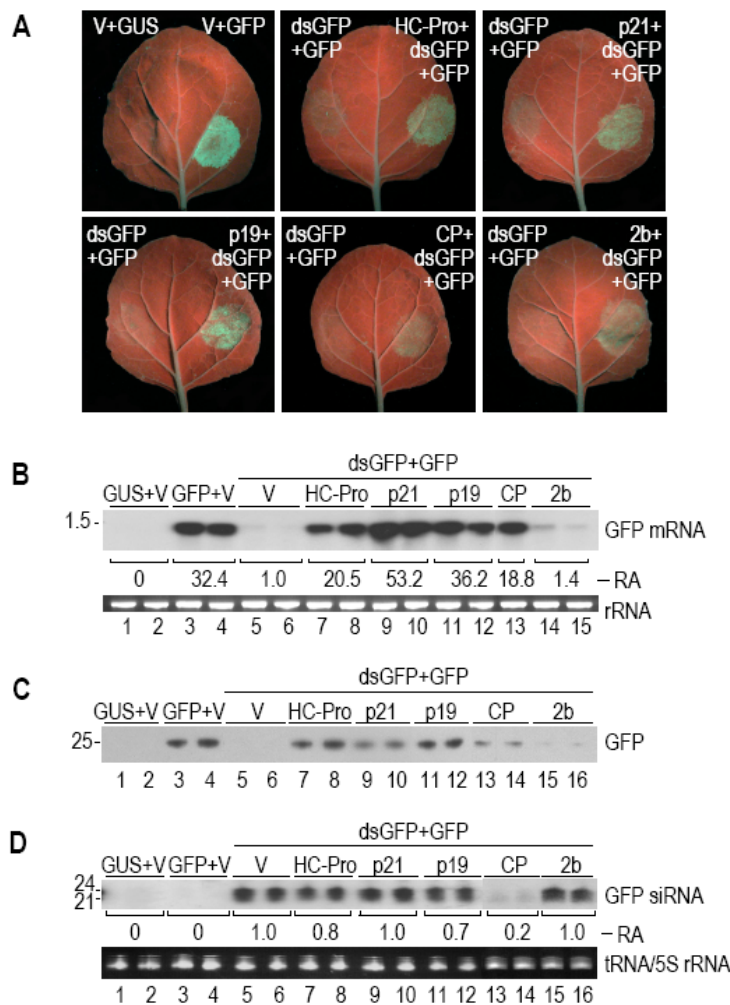 A
V+GUS V+GFP
dsGFP +GFP
HC-Pro+ dsGFP +GFP
dsGFP +GFP
p21+ dsGFP +GFP
dsGFP +GFP
p19+ dsGFP +GFP
dsGFP +GFP
CP+ dsGFP +GFP
dsGFP +GFP
2b+ dsGFP +GFP
B
dsGFP+GFP
GUS+V GFP+V V HC-Pro p21 p19 CP 2b
1.5- GFP mRNA
0 32.4 1.0 20.5 53.2 36.2 18.8 1.4 –RA
rRNA
1 2 3 4 5 6 7 8 9 10 11 12 13 14 15
C
dsGFP+GFP
GUS+V GFP+V V HC-Pro p21 p19 CP 2b
25- GFP
1 2 3 4 5 6 7 8 9 10 11 12 13 14 15 16
D
dsGFP+GFP
GUS+V GFP+V V HC-Pro p21 p19 CP 2b
24-
21-
GFP siRNA
0 0 1.0 0.8 1.0 0.7 0.2 1.0 –RA
tRNA/5S rRNA
1 2 3 4 5 6 7 8 9 10 11 12 13 14 15 16